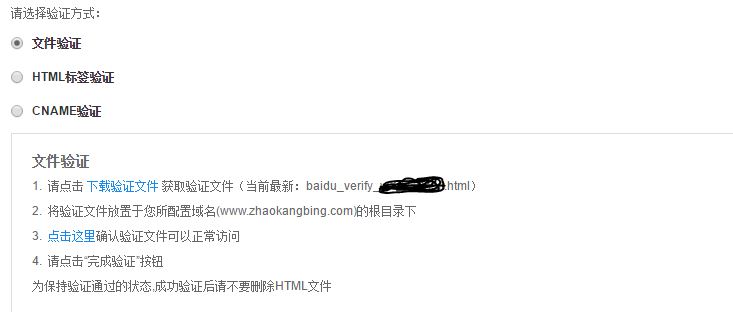 请选择验证方式：
文件验证
HTML标签验证
CNAME验证
文件验证
1. 请点击 下载验证文件 获取验证文件（当前最新：baidu_verify_ .html）
2. 将验证文件放置于您所配置域名(www.zhaokangbing.com)的根目录下
3. 点击这里确认验证文件可以正常访问
4. 请点击“完成验证”按钮
为保持验证通过的状态,成功验证后请不要删除HTML文件